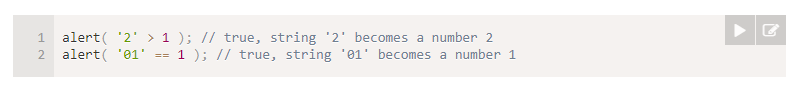 1 alert( '2' > 1 ); // true, string '2' becomes a number 2
2 alert( '01' == 1 ); // true, string '01' becomes a number 1